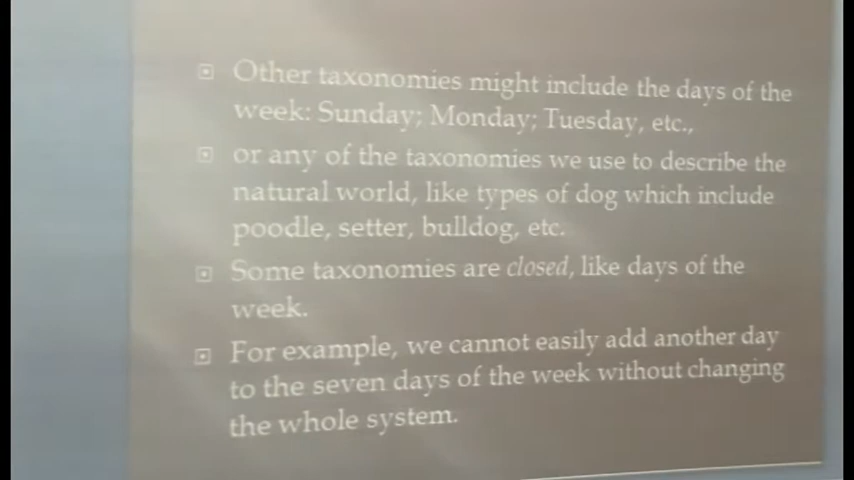 Other taxonomies might include the days of the
week: Sunday; Monday; Tuesday, etc.,
or any of the taxonomies we use to describe the
natural world, like types of dog which include
poodle, setter, bulldog, etc.
Some taxonomies are closed, like days of the
week.
For example, we cannot easily add another day
to the seven days of the week without changing
the whole system.